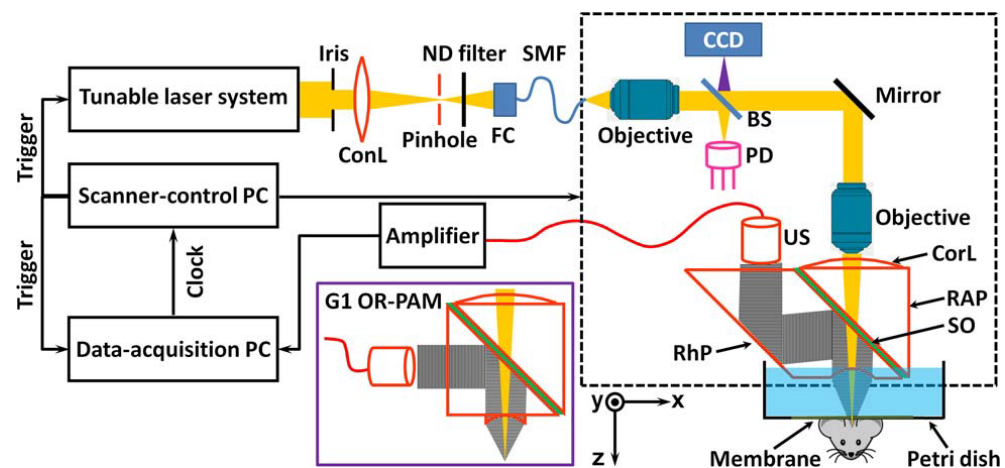 Iris
ND filter
SMF
CCD
Tunable laser system
Mirror
Pinhole
FC
ConL
Objective
BS
PD
Trigger
Scanner-control PC
Objective
Amplifier
US
CorL
Trigger
Clock
G1 OR-PAM
RAP
SO
Data-acquisition PC
RhP
y
x
z
Membrane
Petri dish